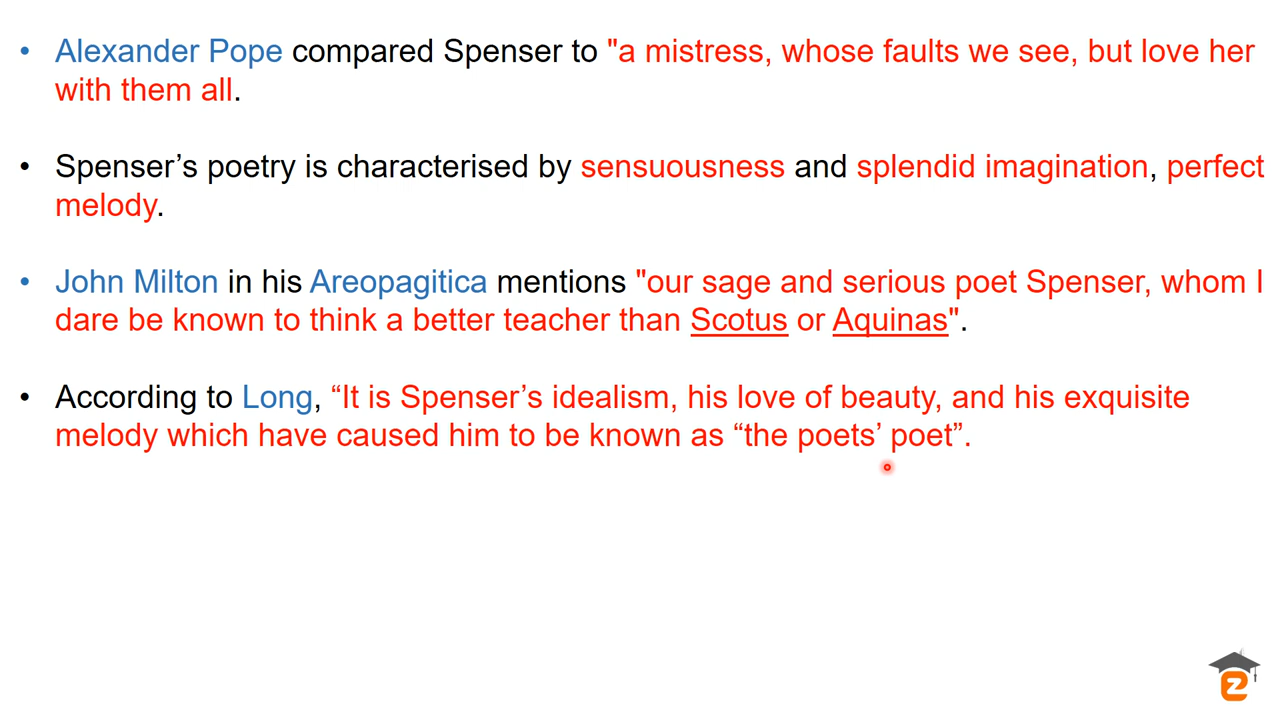 • Alexander Pope compared Spenser to "a mistress, whose faults we see, but love her
with them all.
• Spenser’s poetry is characterised by sensuousness and splendid imagination, perfect
melody.
• John Milton in his Areopagitica mentions "our sage and serious poet Spenser, whom I
dare be known to think a better teacher than Scotus or Aquinas".
• According to Long, “It is Spenser’s idealism, his love of beauty, and his exquisite
melody which have caused him to be known as “the poets’ poet”.